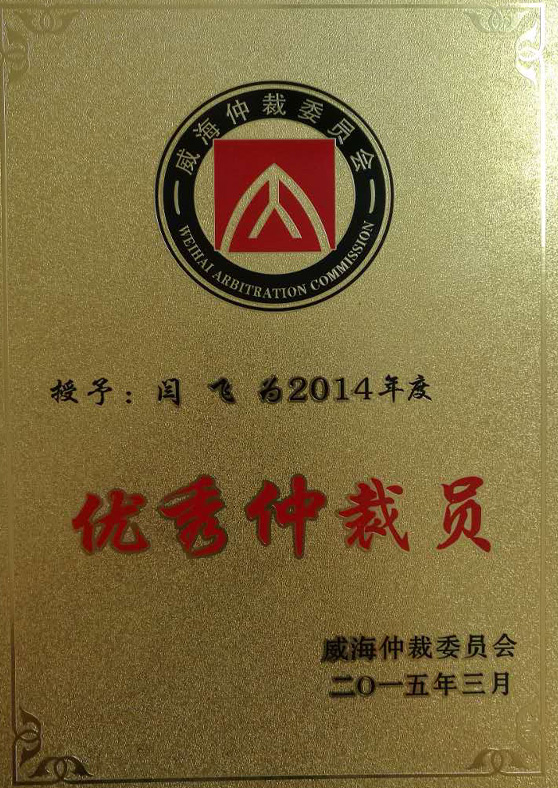 威海仲裁委员会
WEIHAI ARBITRATION COMMISSION
授予：闫 飞 为2014年度
优秀仲裁员
威海仲裁委员会
二〇一五年三月